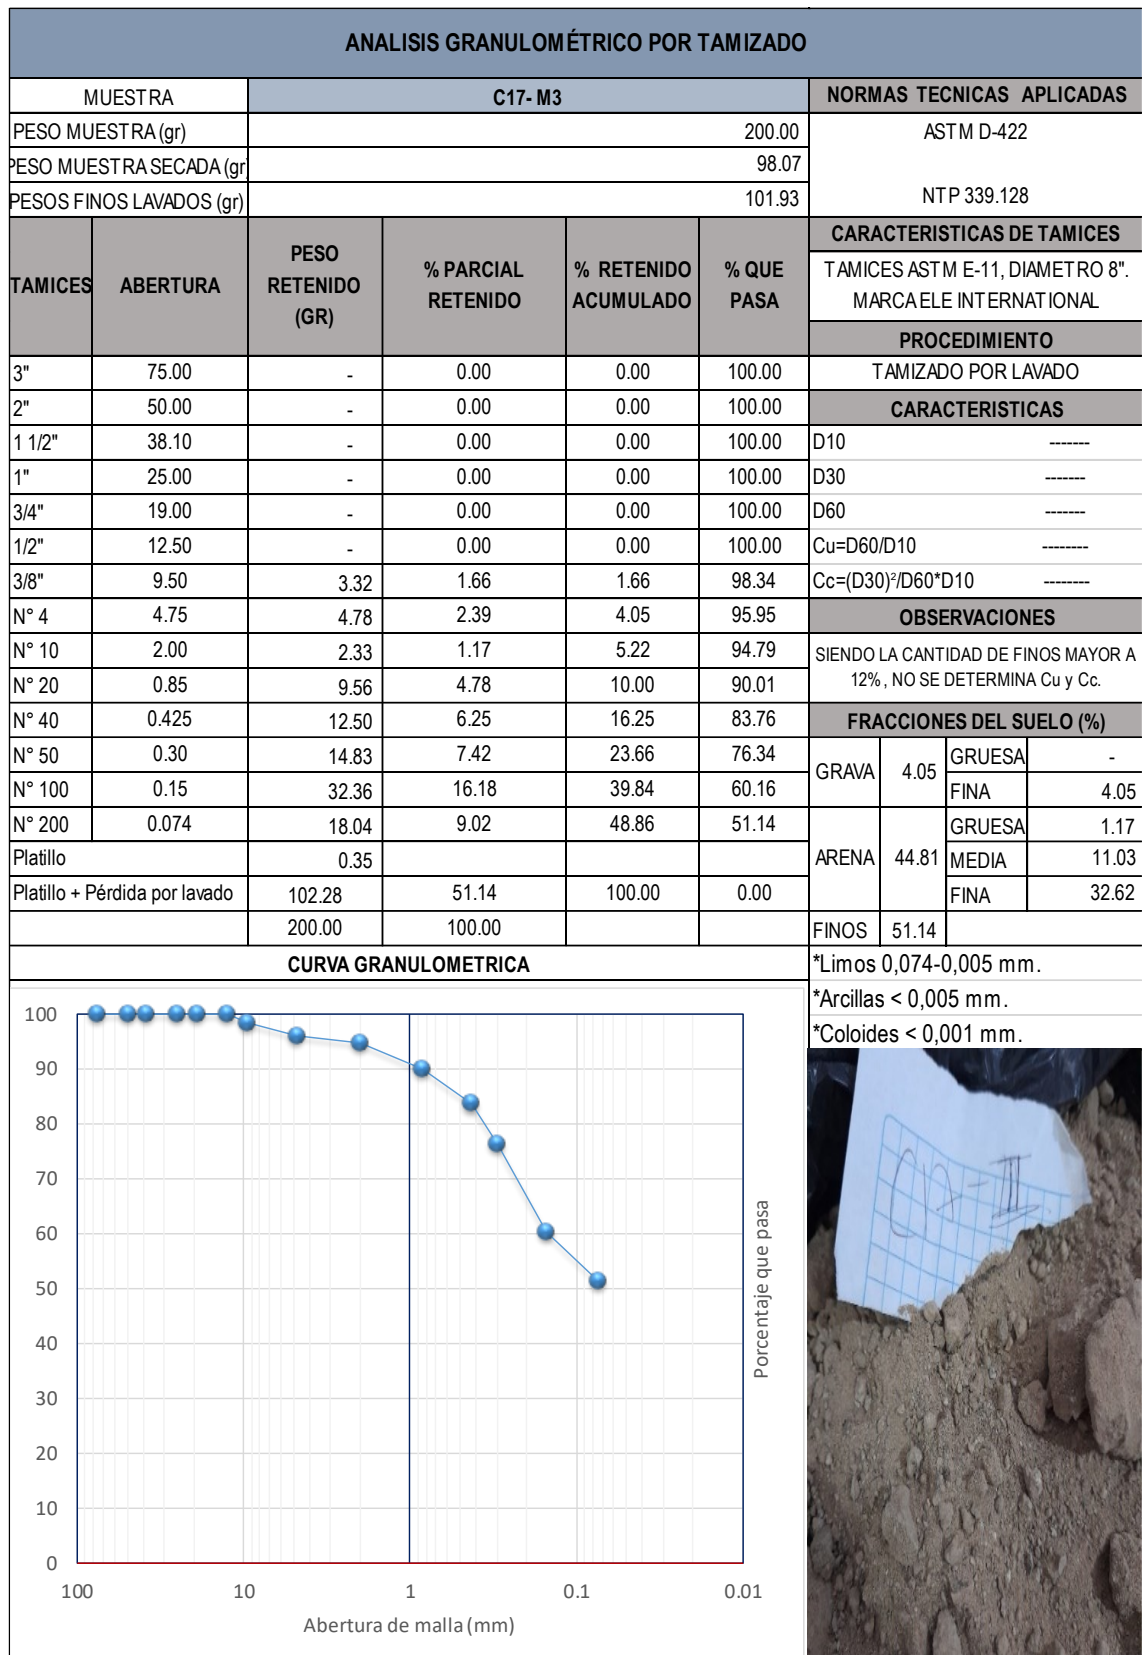 ANALISIS GRANULOMÉTRICO POR TAMIZADO
MUESTRA C17- M3 NORMAS TECNICAS APLICADAS
PESO MUESTRA (gr) 200.00 ASTM D-422
PESO MUESTRA SECADA (gr) 98.07
PESOS FINOS LAVADOS (gr) 101.93 NTP 339.128
TAMICES ABERTURA PESO RETENIDO (GR) % PARCIAL RETENIDO % RETENIDO ACUMULADO % QUE PASA
CARACTERISTICAS DE TAMICES
TAMICES ASTM E-11, DIAMETRO 8".
MARCA ELE INTERNATIONAL
PROCEDIMIENTO
3" 75.00 - 0.00 0.00 100.00 TAMIZADO POR LAVADO
2" 50.00 - 0.00 0.00 100.00 CARACTERISTICAS
1 1/2" 38.10 - 0.00 0.00 100.00 D10 -------
1" 25.00 - 0.00 0.00 100.00 D30 -------
3/4" 19.00 - 0.00 0.00 100.00 D60 -------
1/2" 12.50 - 0.00 0.00 100.00 Cu=D60/D10 --------
3/8" 9.50 3.32 1.66 1.66 98.34 Cc=(D30)²/D60*D10 --------
N° 4 4.75 4.78 2.39 4.05 95.95 OBSERVACIONES
N° 10 2.00 2.33 1.17 5.22 94.79 SIENDO LA CANTIDAD DE FINOS MAYOR A
N° 20 0.85 9.56 4.78 10.00 90.01 12%, NO SE DETERMINA Cu y Cc.
N° 40 0.425 12.50 6.25 16.25 83.76 FRACCIONES DEL SUELO (%)
N° 50 0.30 14.83 7.42 23.66 76.34 GRAVA 4.05 GRUESA -
N° 100 0.15 32.36 16.18 39.84 60.16 FINA 4.05
N° 200 0.074 18.04 9.02 48.86 51.14 GRUESA 1.17
Platillo 0.35 ARENA 44.81 MEDIA 11.03
Platillo + Pérdida por lavado 102.28 51.14 100.00 0.00 FINA 32.62
200.00 100.00 FINOS 51.14
CURVA GRANULOMETRICA *Limos 0,074-0,005 mm.
*Arcillas < 0,005 mm.
*Coloides < 0,001 mm.
100
90
80
70
60
50
40
30
20
10
0
100 10 1 0.1 0.01
Abertura de malla (mm)
Porcentaje que pasa